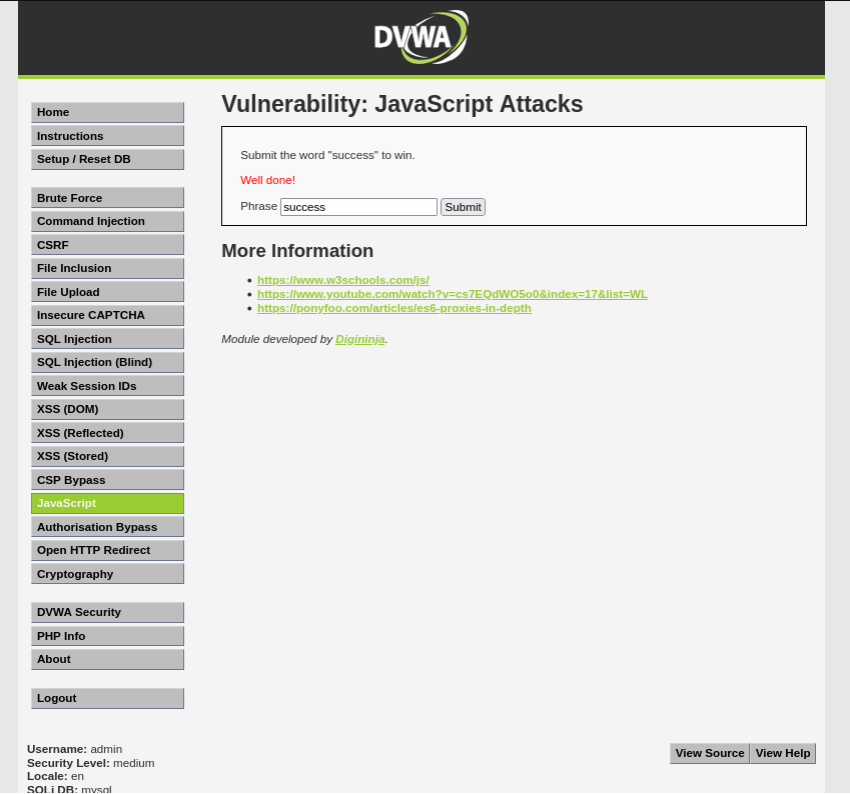 DVWA
Vulnerability: JavaScript Attacks
Home
Instructions
Setup / Reset DB
Brute Force
Command Injection
CSRF
File Inclusion
File Upload
Insecure CAPTCHA
SQL Injection
SQL Injection (Blind)
Weak Session IDs
XSS (DOM)
XSS (Reflected)
XSS (Stored)
CSP Bypass
JavaScript
Authorisation Bypass
Open HTTP Redirect
Cryptography
DVWA Security
PHP Info
About
Logout
Submit the word "success" to win.
Well done!
Phrase success Submit
More Information
• https://www.w3schools.com/js/
• https://www.youtube.com/watch?v=cs7EQdWO5o0&index=17&list=WL
• https://ponyfoo.com/articles/es6-proxies-in-depth
Module developed by Digininja.
Username: admin
Security Level: medium
Locale: en
SQLi DB: mysql
View Source View Help